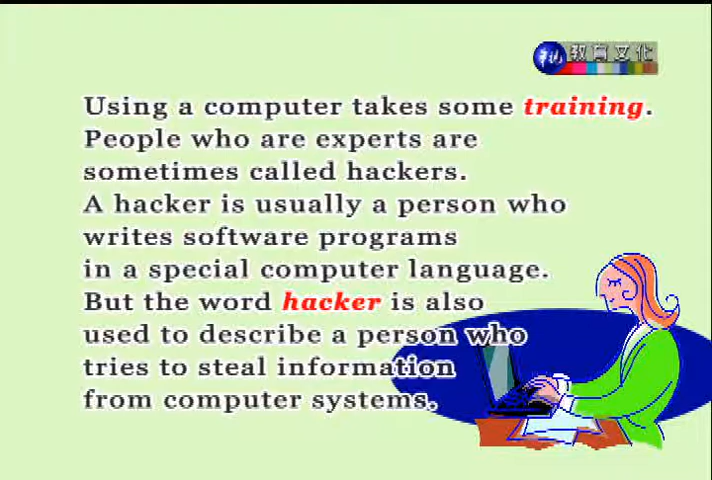 教育文化
Using a computer takes some training.
People who are experts are
sometimes called hackers.
A hacker is usually a person who
writes software programs
in a special computer language.
But the word hacker is also
used to describe a person who
tries to steal information
from computer systems.